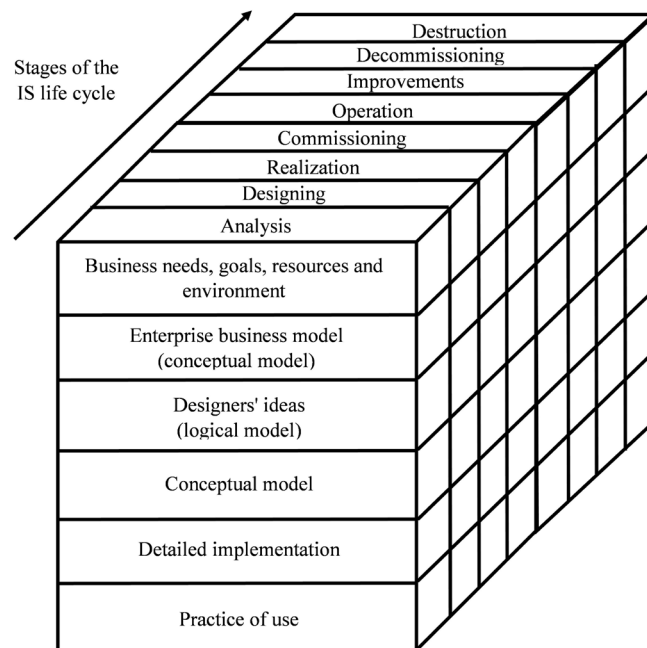 Stages of the
IS life cycle
Destruction
Decommissioning
Improvements
Operation
Commissioning
Realization
Designing
Analysis
Business needs, goals, resources and
environment
Enterprise business model
(conceptual model)
Designers' ideas
(logical model)
Conceptual model
Detailed implementation
Practice of use